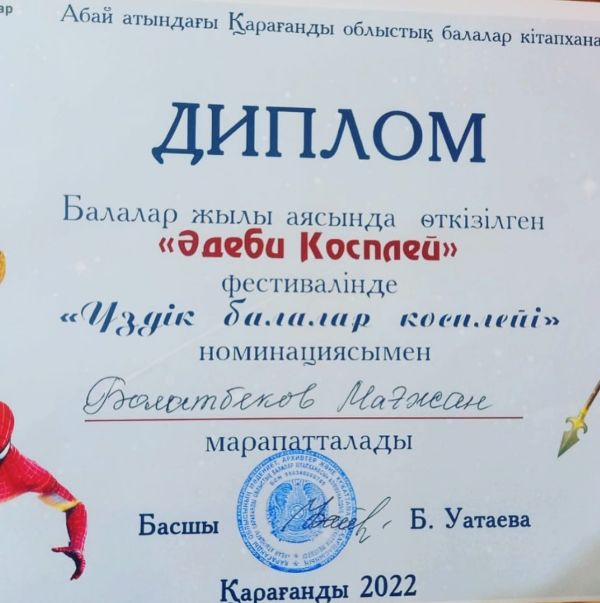 Абай атындағы Қарағанды облыстық балалар кітапхана
ДИПЛОМ
Балалар жылы аясында өткізілген
«Әдеби Косплей»
фестивалінде
«Үздік балалар косплейі»
номинациясымен
Болатбеков Мағжан
марапатталады
Басшы Б. Уатаева
Қарағанды 2022